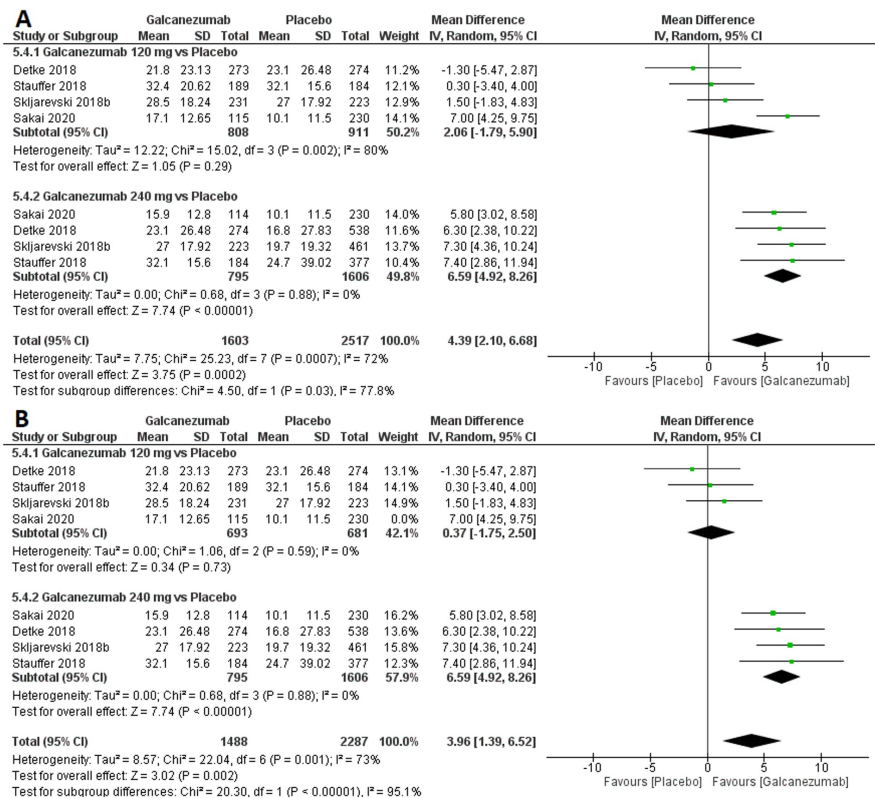 A
Galcanezumab Placebo Mean Difference Mean Difference
Study or Subgroup Mean SD Total Mean SD Total Weight IV, Random, 95% CI IV, Random, 95% CI
5.4.1 Galcanezumab 120 mg vs Placebo
Detke 2018 21.8 23.13 273 23.1 26.48 274 11.2% -1.30 [-5.47, 2.87]
Stauffer 2018 32.4 20.62 189 32.1 15.6 184 12.1% 0.30 [-3.40, 4.00]
Skljarevski 2018b 28.5 18.24 231 27 17.92 223 12.9% 1.50 [-1.83, 4.83]
Sakai 2020 17.1 12.65 115 10.1 11.5 230 14.0% 7.00 [4.25, 9.75]
Subtotal (95% CI) 808 911 50.2% 2.06 [-1.79, 5.90]
Heterogeneity: Tau² = 12.22; Chi² = 15.02, df = 3 (P = 0.002); I² = 80%
Test for overall effect: Z = 1.05 (P = 0.29)
5.4.2 Galcanezumab 240 mg vs Placebo
Sakai 2020 15.9 12.8 114 10.1 11.5 230 14.0% 5.80 [3.02, 8.58]
Detke 2018 23.1 26.48 274 16.8 27.83 538 11.6% 6.30 [2.38, 10.22]
Skljarevski 2018b 27 17.92 223 19.7 19.32 461 13.7% 7.30 [4.36, 10.24]
Stauffer 2018 32.1 15.6 184 24.7 39.02 377 10.4% 7.40 [2.86, 11.94]
Subtotal (95% CI) 795 1606 49.8% 6.59 [4.92, 8.26]
Heterogeneity: Tau² = 0.00; Chi² = 0.68, df = 3 (P = 0.88); I² = 0%
Test for overall effect: Z = 7.74 (P < 0.00001)
Total (95% CI) 1603 2517 100.0% 4.39 [2.10, 6.68]
Heterogeneity: Tau² = 7.75; Chi² = 25.23, df = 7 (P = 0.0007); I² = 72%
Test for overall effect: Z = 3.75 (P = 0.0002)
Test for subgroup differences: Chi² = 4.50, df = 1 (P = 0.03), I² = 77.8%
-10 -5 0 5 10
Favours [Placebo] Favours [Galcanezumab]
B
Galcanezumab Placebo Mean Difference Mean Difference
Study or Subgroup Mean SD Total Mean SD Total Weight IV, Random, 95% CI IV, Random, 95% CI
5.4.1 Galcanezumab 120 mg vs Placebo
Detke 2018 21.8 23.13 273 23.1 26.48 274 13.1% -1.30 [-5.47, 2.87]
Stauffer 2018 32.4 20.62 189 32.1 15.6 184 14.1% 0.30 [-3.40, 4.00]
Skljarevski 2018b 28.5 18.24 231 27 17.92 223 14.9% 1.50 [-1.83, 4.83]
Sakai 2020 17.1 12.65 115 10.1 11.5 230 0.0% 7.00 [4.25, 9.75]
Subtotal (95% CI) 693 681 42.1% 0.37 [-1.75, 2.50]
Heterogeneity: Tau² = 0.00; Chi² = 1.06, df = 2 (P = 0.59); I² = 0%
Test for overall effect: Z = 0.34 (P = 0.73)
5.4.2 Galcanezumab 240 mg vs Placebo
Sakai 2020 15.9 12.8 114 10.1 11.5 230 16.2% 5.80 [3.02, 8.58]
Detke 2018 23.1 26.48 274 16.8 27.83 538 13.6% 6.30 [2.38, 10.22]
Skljarevski 2018b 27 17.92 223 19.7 19.32 461 15.8% 7.30 [4.36, 10.24]
Stauffer 2018 32.1 15.6 184 24.7 39.02 377 12.3% 7.40 [2.86, 11.94]
Subtotal (95% CI) 795 1606 57.9% 6.59 [4.92, 8.26]
Heterogeneity: Tau² = 0.00; Chi² = 0.68, df = 3 (P = 0.88); I² = 0%
Test for overall effect: Z = 7.74 (P < 0.00001)
Total (95% CI) 1488 2287 100.0% 3.96 [1.39, 6.52]
Heterogeneity: Tau² = 8.57; Chi² = 22.04, df = 6 (P = 0.001); I² = 73%
Test for overall effect: Z = 3.02 (P = 0.002)
Test for subgroup differences: Chi² = 20.30, df = 1 (P < 0.00001), I² = 95.1%
-10 -5 0 5 10
Favours [Placebo] Favours [Galcanezumab]